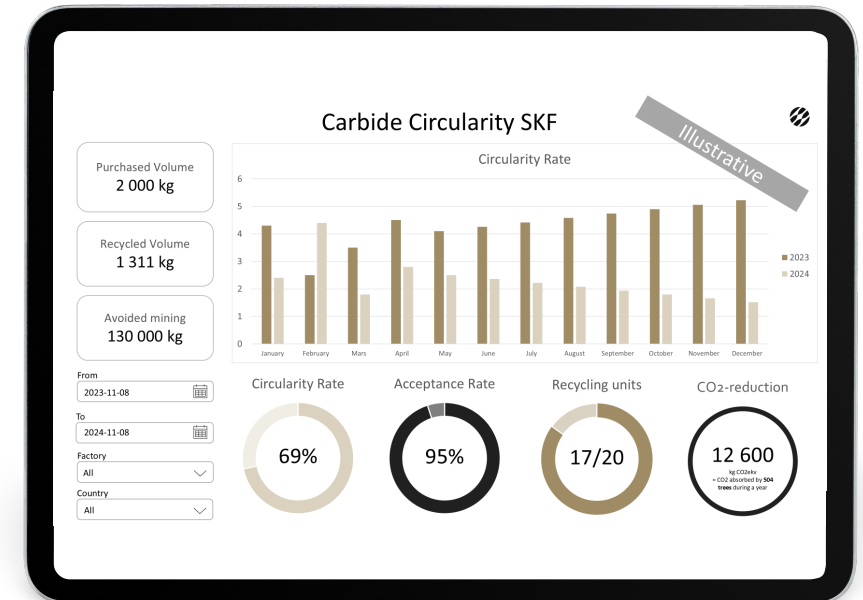 Carbide Circularity SKF
Illustrative
Purchased Volume
2 000 kg
Recycled Volume
1 311 kg
Avoided mining
130 000 kg
From
2023-11-08
To
2024-11-08
Factory
All
Country
All
Circularity Rate
6
5
4
3
2
1
0
January
February
Mars
April
May
June
July
August
September
October
November
December
2023
2024
Circularity Rate
69%
Acceptance Rate
95%
Recycling units
17/20
CO2-reduction
12 600
kg CO2ekv
= CO2 absorbed by 504
trees during a year